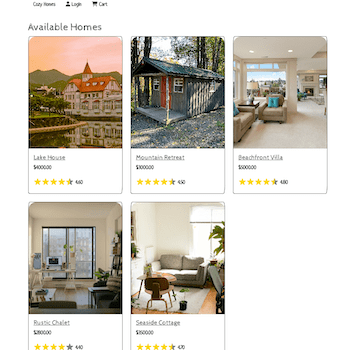 Cozy Homes Login Cart
Available Homes
Lake House
$4000.00
4.60
Mountain Retreat
$3000.00
4.50
Beachfront Villa
$5000.00
4.80
Rustic Chalet
$2800.00
4.40
Seaside Cottage
$3500.00
4.70